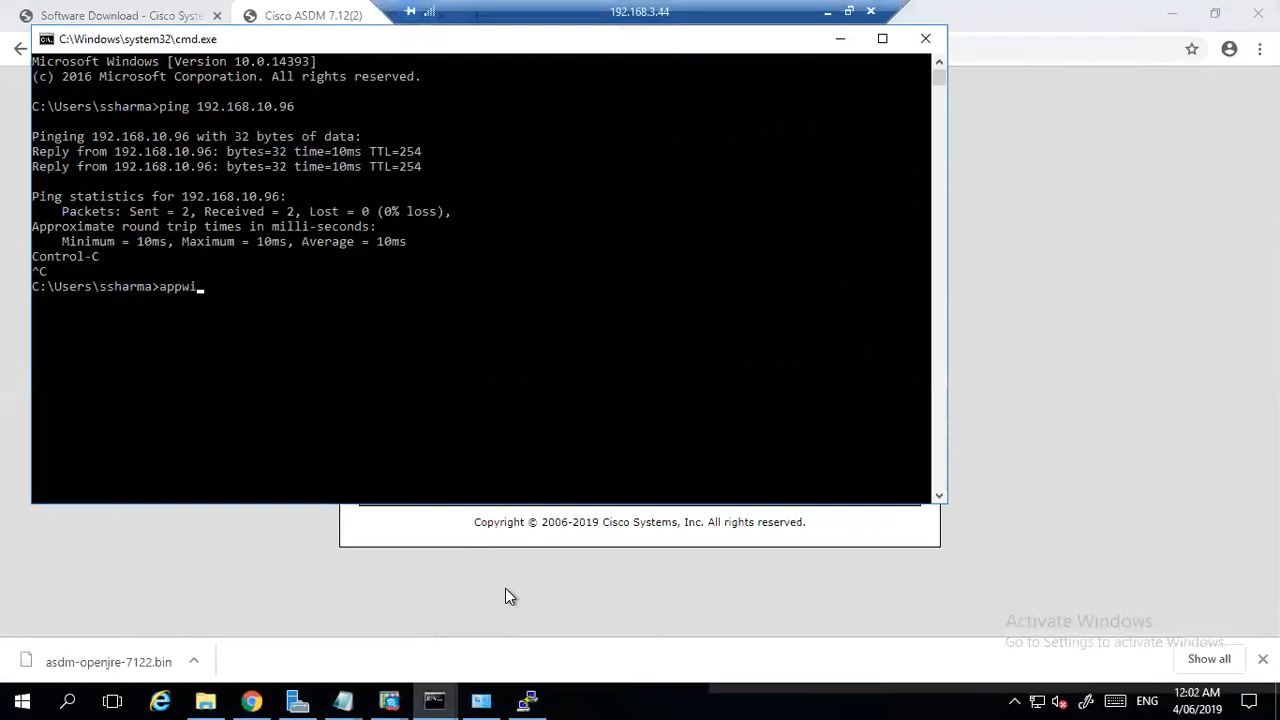 Software Download - Cisco Syste
Cisco ASDM 7.12(2)
192.168.3.44
C:\Windows\system32\cmd.exe
Microsoft Windows [Version 10.0.14393]
(c) 2016 Microsoft Corporation. All rights reserved.
C:\Users\ssharma>ping 192.168.10.96
Pinging 192.168.10.96 with 32 bytes of data:
Reply from 192.168.10.96: bytes=32 time=10ms TTL=254
Reply from 192.168.10.96: bytes=32 time=10ms TTL=254
Ping statistics for 192.168.10.96:
Packets: Sent = 2, Received = 2, Lost = 0 (0% loss),
Approximate round trip times in milli-seconds:
Minimum = 10ms, Maximum = 10ms, Average = 10ms
Control-C
^C
C:\Users\ssharma>appwi_
Copyright © 2006-2019 Cisco Systems, Inc. All rights reserved.
Activate Windows
Go to Settings to activate Windows.
asdm-openjre-7122.bin
Show all
ENG
12:02 AM
4/06/2019